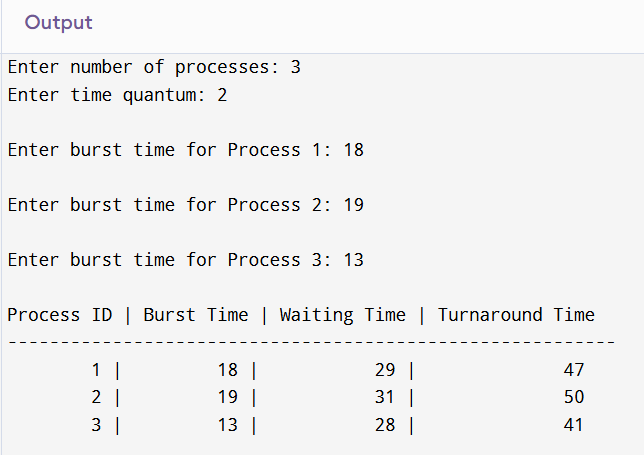 Output
Enter number of processes: 3
Enter time quantum: 2
Enter burst time for Process 1: 18
Enter burst time for Process 2: 19
Enter burst time for Process 3: 13
Process ID | Burst Time | Waiting Time | Turnaround Time
----------------------------------------------------------
1 | 18 | 29 | 47
2 | 19 | 31 | 50
3 | 13 | 28 | 41